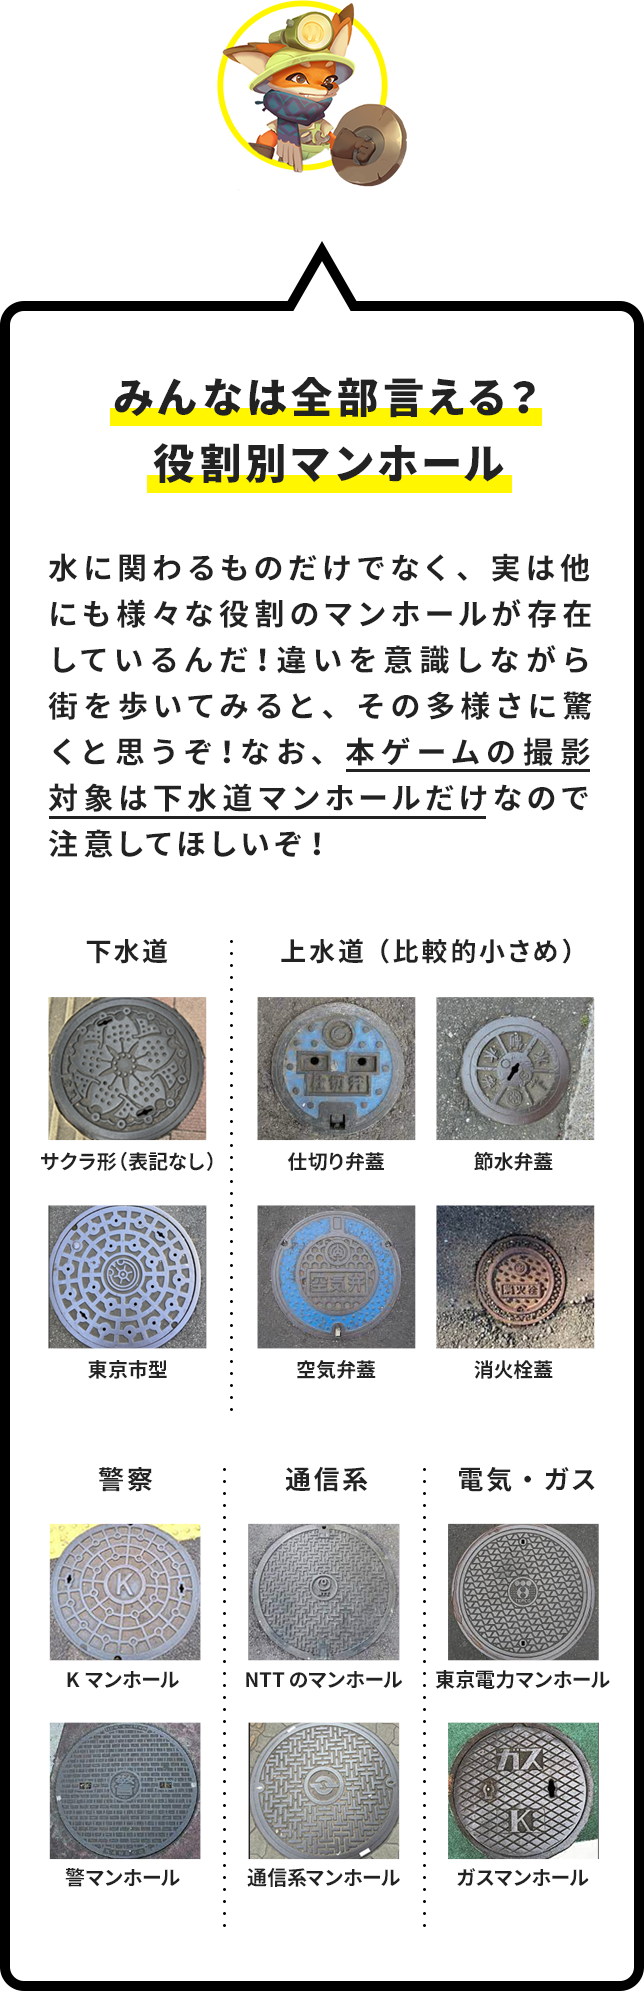 みんなは全部言える？
役割別マンホール
水に関わるものだけでなく、実は他
にも様々な役割のマンホールが存在
しているんだ！違いを意識しながら
街を歩いてみると、その多様さに驚
くと思うぞ！なお、本ゲームの撮影
対象は下水道マンホールだけなので
注意してほしいぞ！
下水道
上水道（比較的小さめ）
仕切弁
サクラ形（表記なし）
仕切り弁蓋
節水弁蓋
空気弁
消火栓
東京市型
空気弁蓋
消火栓蓋
警察
通信系
電気・ガス
K
K マンホール
NTT のマンホール
東京電力マンホール
ガス
K
警マンホール
通信系マンホール
ガスマンホール